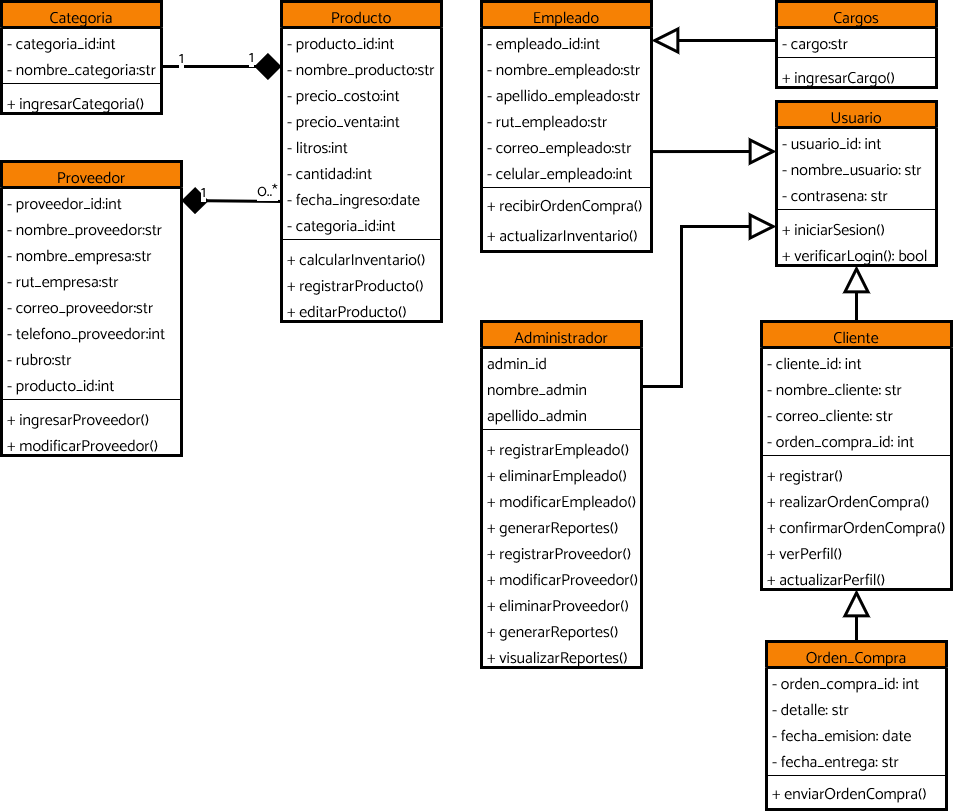 Categoria
- categoria_id:int
- nombre_categoria:str
+ ingresarCategoria()
1
1
Producto
- producto_id:int
- nombre_producto:str
- precio_costo:int
- precio_venta:int
- litros:int
- cantidad:int
- fecha_ingreso:date
- categoria_id:int
+ calcularInventario()
+ registrarProducto()
+ editarProducto()
Proveedor
- proveedor_id:int
- nombre_proveedor:str
- nombre_empresa:str
- rut_empresa:str
- correo_proveedor:str
- telefono_proveedor:int
- rubro:str
- producto_id:int
+ ingresarProveedor()
+ modificarProveedor()
1
0..*
Empleado
- empleado_id:int
- nombre_empleado:str
- apellido_empleado:str
- rut_empleado:str
- correo_empleado:str
- celular_empleado:int
+ recibirOrdenCompra()
+ actualizarInventario()
Cargos
- cargo:str
+ ingresarCargo()
Usuario
- usuario_id: int
- nombre_usuario: str
- contrasena: str
+ iniciarSesion()
+ verificarLogin(): bool
Administrador
admin_id
nombre_admin
apellido_admin
+ registrarEmpleado()
+ eliminarEmpleado()
+ modificarEmpleado()
+ generarReportes()
+ registrarProveedor()
+ modificarProveedor()
+ eliminarProveedor()
+ generarReportes()
+ visualizarReportes()
Cliente
- cliente_id: int
- nombre_cliente: str
- correo_cliente: str
- orden_compra_id: int
+ registrar()
+ realizarOrdenCompra()
+ confirmarOrdenCompra()
+ verPerfil()
+ actualizarPerfil()
Orden_Compra
- orden_compra_id: int
- detalle: str
- fecha_emision: date
- fecha_entrega: str
+ enviarOrdenCompra()